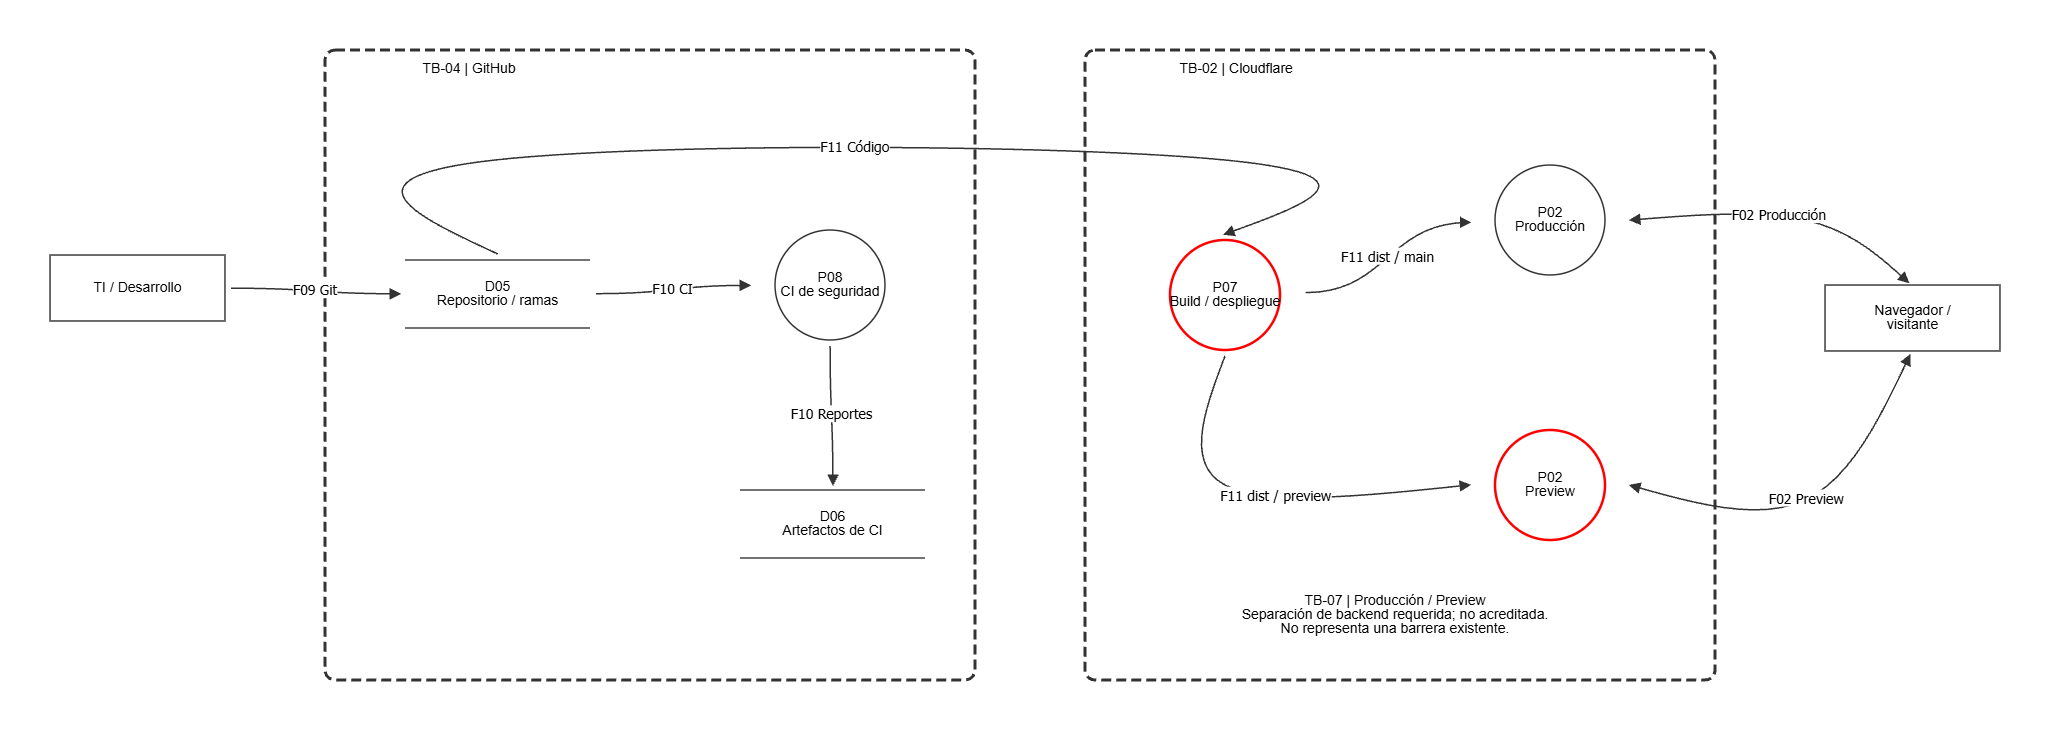 TB-04 | GitHub
TB-02 | Cloudflare
F11 Código
TI / Desarrollo
F09 Git
D05
Repositorio / ramas
F10 CI
P08
CI de seguridad
F10 Reportes
D06
Artefactos de CI
P07
Build / despliegue
F11 dist / main
P02
Producción
F02 Producción
Navegador /
visitante
F11 dist / preview
P02
Preview
F02 Preview
TB-07 | Producción / Preview
Separación de backend requerida; no acreditada.
No representa una barrera existente.